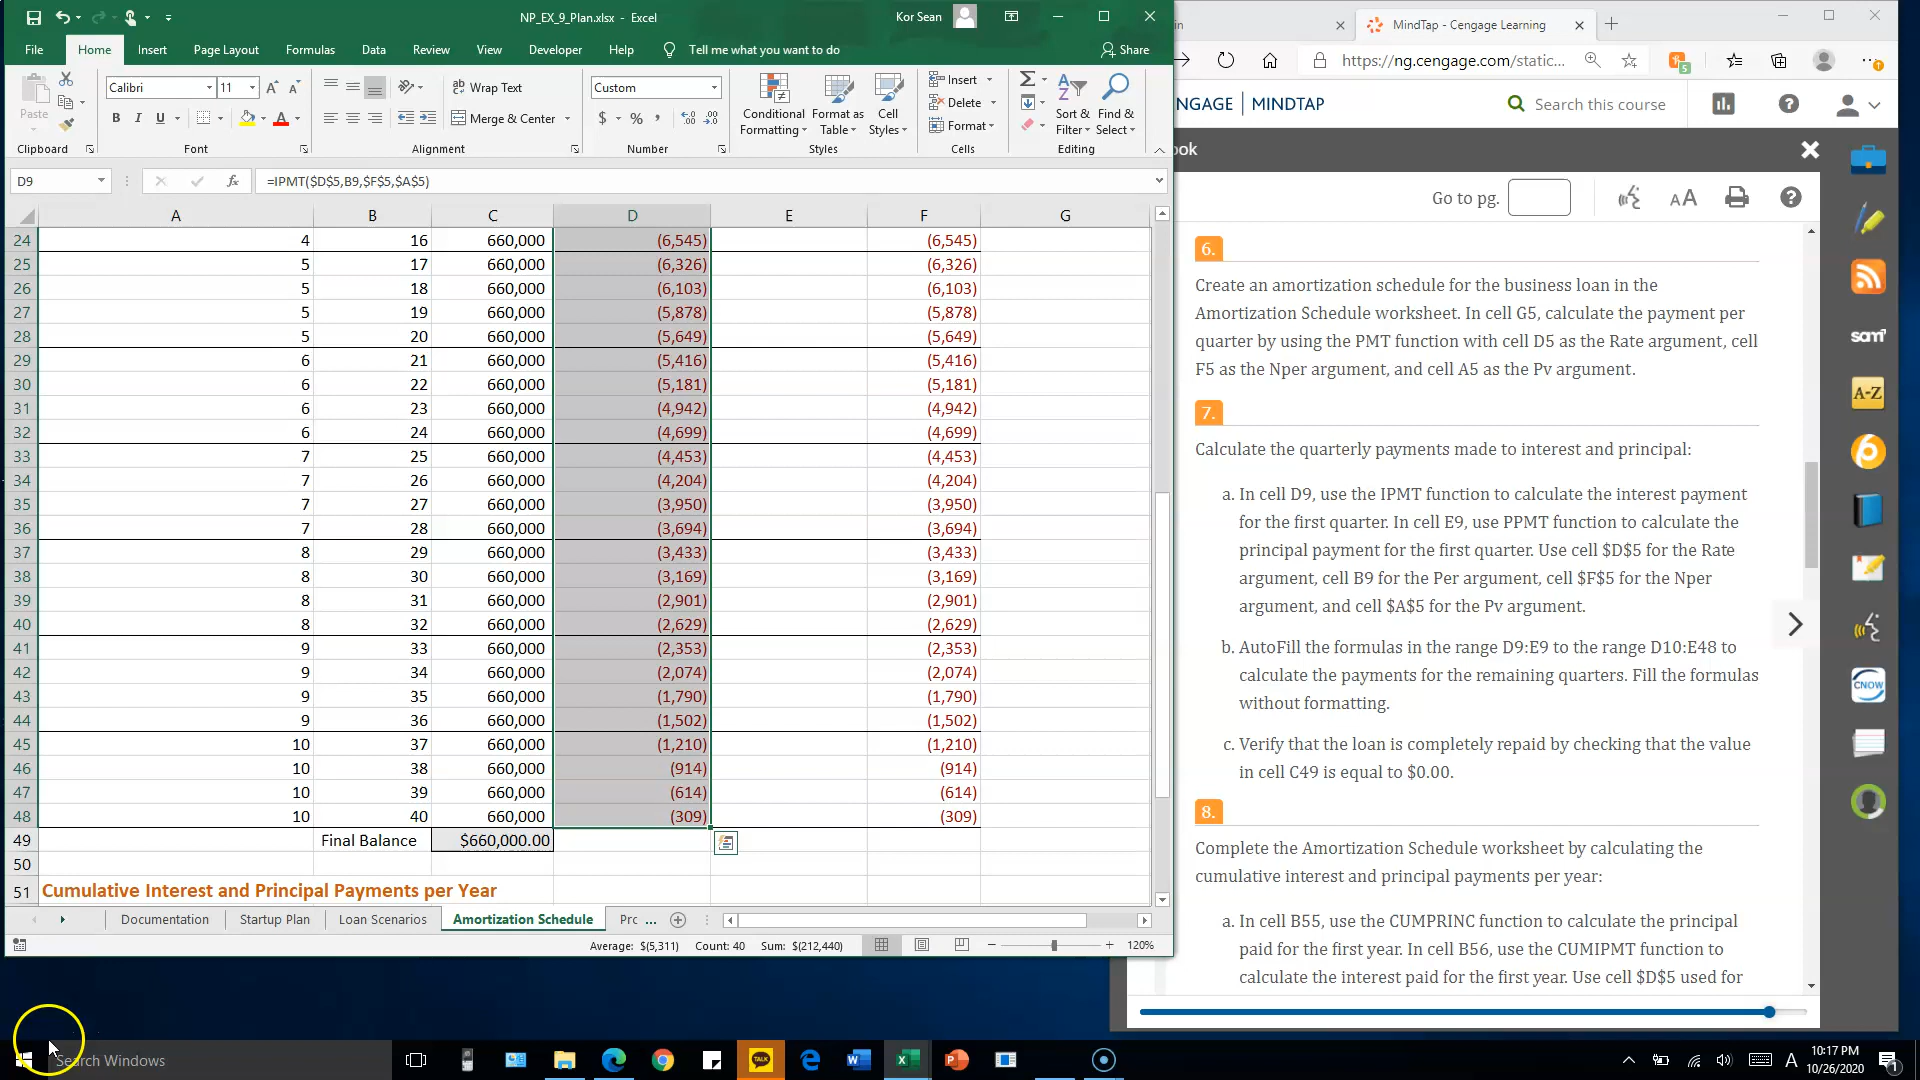 NP_EX_9_Plan.xlsx - Excel
Kor Sean
File Home Insert Page Layout Formulas Data Review View Developer Help Tell me what you want to do Share
Paste
Clipboard
Calibri 11
B I U
Font
Wrap Text
Merge & Center
Alignment
Custom
$ % ,
Number
Conditional Formatting
Format as Table
Cell Styles
Styles
Insert
Delete
Format
Cells
Sort & Filter
Find & Select
Editing
D9
=IPMT($D$5,B9,$F$5,$A$5)
A B C D E F G
24 4 16 660,000 (6,545) (6,545)
25 5 17 660,000 (6,326) (6,326)
26 5 18 660,000 (6,103) (6,103)
27 5 19 660,000 (5,878) (5,878)
28 5 20 660,000 (5,649) (5,649)
29 6 21 660,000 (5,416) (5,416)
30 6 22 660,000 (5,181) (5,181)
31 6 23 660,000 (4,942) (4,942)
32 6 24 660,000 (4,699) (4,699)
33 7 25 660,000 (4,453) (4,453)
34 7 26 660,000 (4,204) (4,204)
35 7 27 660,000 (3,950) (3,950)
36 7 28 660,000 (3,694) (3,694)
37 8 29 660,000 (3,433) (3,433)
38 8 30 660,000 (3,169) (3,169)
39 8 31 660,000 (2,901) (2,901)
40 8 32 660,000 (2,629) (2,629)
41 9 33 660,000 (2,353) (2,353)
42 9 34 660,000 (2,074) (2,074)
43 9 35 660,000 (1,790) (1,790)
44 9 36 660,000 (1,502) (1,502)
45 10 37 660,000 (1,210) (1,210)
46 10 38 660,000 (914) (914)
47 10 39 660,000 (614) (614)
48 10 40 660,000 (309) (309)
49 Final Balance $660,000.00
50
51 Cumulative Interest and Principal Payments per Year
Documentation Startup Plan Loan Scenarios Amortization Schedule Prc ...
Average: $(5,311) Count: 40 Sum: $(212,440) 120%
in
MindTap - Cengage Learning
https://ng.cengage.com/static...
5
NGAGE | MINDTAP
Search this course
ook
Go to pg.
AA
6.
Create an amortization schedule for the business loan in the
Amortization Schedule worksheet. In cell G5, calculate the payment per
quarter by using the PMT function with cell D5 as the Rate argument, cell
F5 as the Nper argument, and cell A5 as the Pv argument.
7.
Calculate the quarterly payments made to interest and principal:
a. In cell D9, use the IPMT function to calculate the interest payment
for the first quarter. In cell E9, use PPMT function to calculate the
principal payment for the first quarter. Use cell $D$5 for the Rate
argument, cell B9 for the Per argument, cell $F$5 for the Nper
argument, and cell $A$5 for the Pv argument.
b. AutoFill the formulas in the range D9:E9 to the range D10:E48 to
calculate the payments for the remaining quarters. Fill the formulas
without formatting.
c. Verify that the loan is completely repaid by checking that the value
in cell C49 is equal to $0.00.
8.
Complete the Amortization Schedule worksheet by calculating the
cumulative interest and principal payments per year:
a. In cell B55, use the CUMPRINC function to calculate the principal
paid for the first year. In cell B56, use the CUMIPMT function to
calculate the interest paid for the first year. Use cell $D$5 used for
sam
A-Z
CNOW
Search Windows
TALK
A
10:17 PM
10/26/2020
1